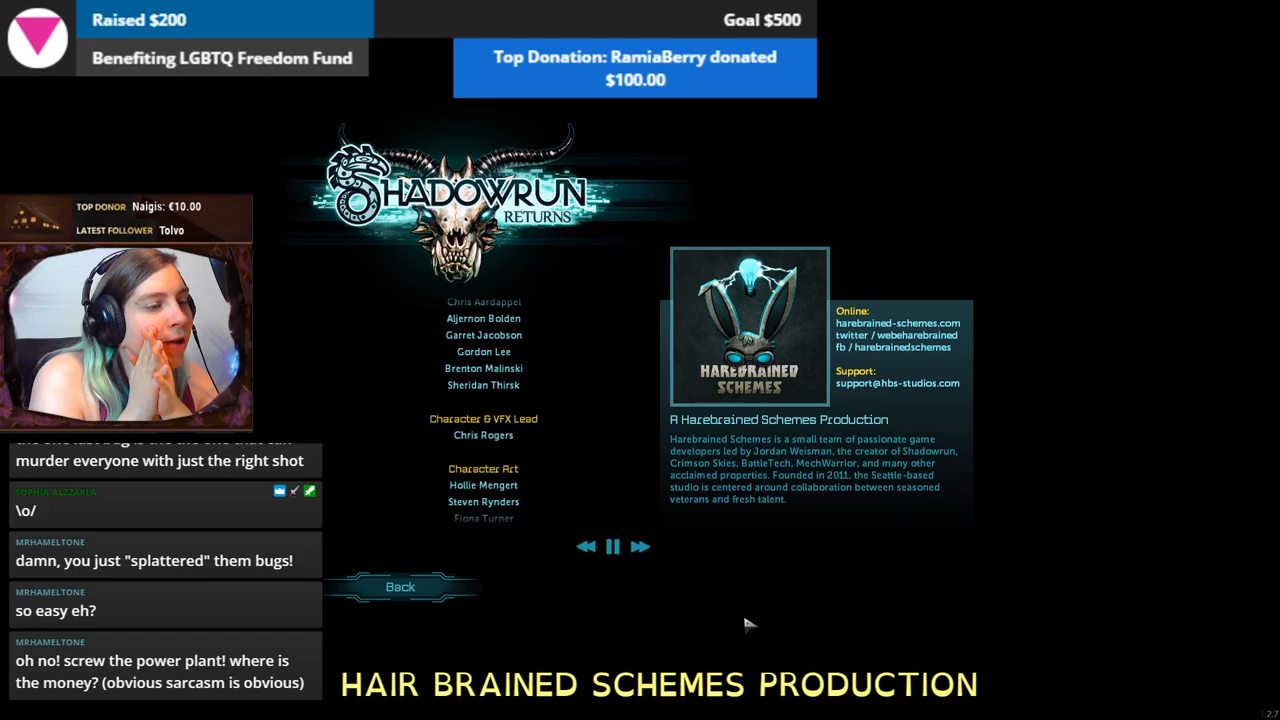 Raised $200
Goal $500
Benefiting LGBTQ Freedom Fund
Top Donation: RamiaBerry donated
$100.00
SHADOWRUN
RETURNS
TOP DONOR Naigis: €10.00
LATEST FOLLOWER Tolvo
Chris Aardappel
Aljernon Bolden
Garret Jacobson
Gordon Lee
Brenton Malinski
Sheridan Thirsk
Character & VFX Lead
Chris Rogers
Character Art
Hollie Mengert
Steven Rynders
Fiona Turner
HAREBRAINED
SCHEMES
Online:
harebrained-schemes.com
twitter / webeharebrained
fb / harebrainedschemes
Support:
support@hbs-studios.com
A Harebrained Schemes Production
Harebrained Schemes is a small team of passionate game
developers led by Jordan Weisman, the creator of Shadowrun,
Crimson Skies, BattleTech, MechWarrior, and many other
acclaimed properties. Founded in 2011, the Seattle-based
studio is centered around collaboration between seasoned
veterans and fresh talent.
Back
murder everyone with just the right shot
SOPHIA ALZZARLA
\o/
MRHAMELTONE
damn, you just "splattered" them bugs!
MRHAMELTONE
so easy eh?
MRHAMELTONE
oh no! screw the power plant! where is
the money? (obvious sarcasm is obvious)
HAIR BRAINED SCHEMES PRODUCTION